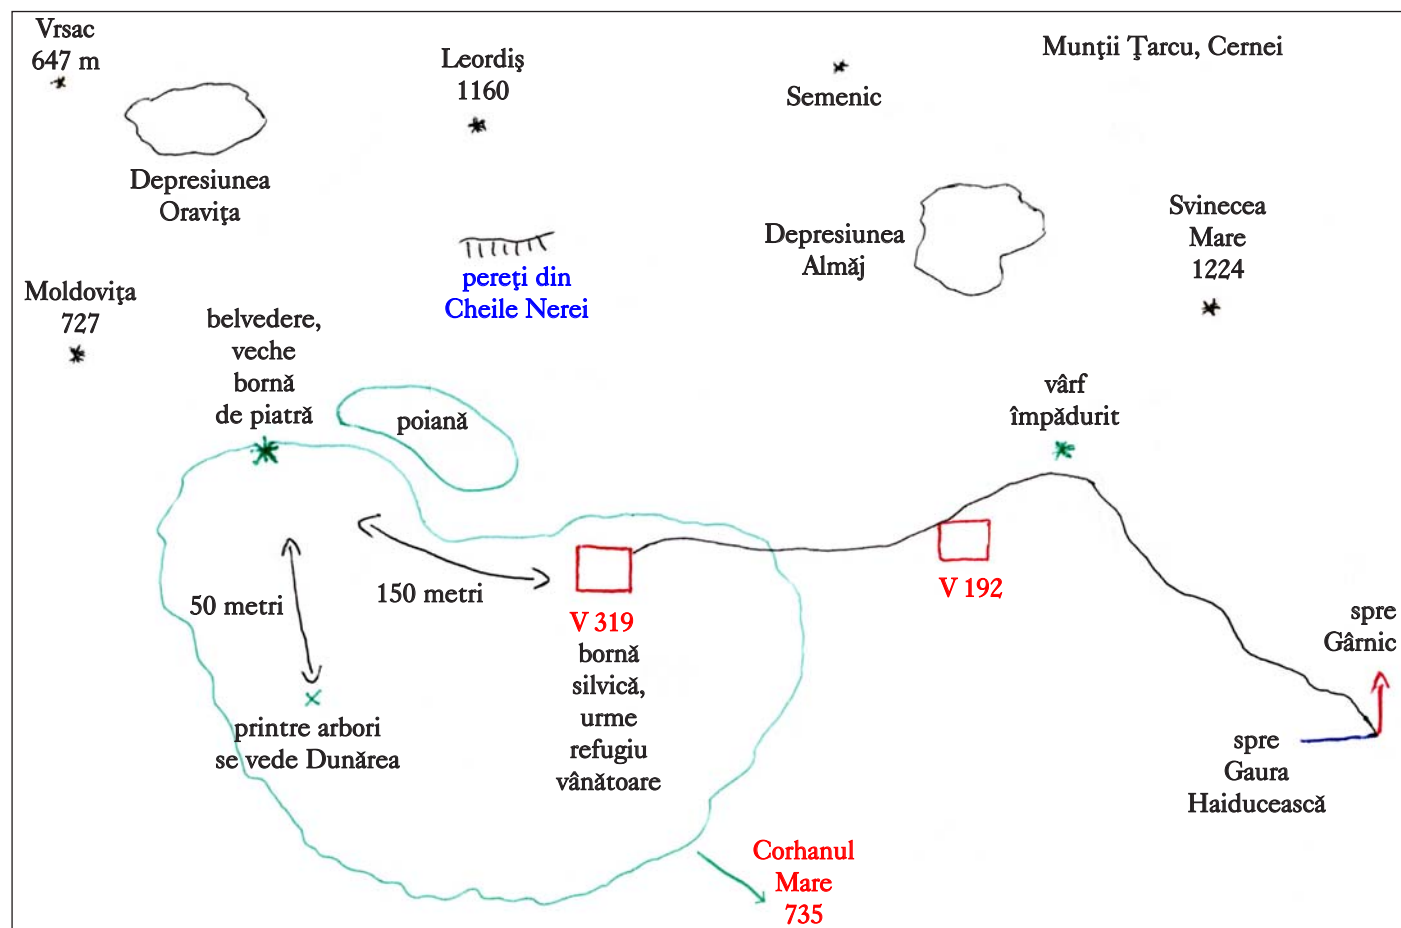 Vrsac
647 m
Leordiş
1160
Semenic
Munţii Ţarcu, Cernei
Depresiunea
Oraviţa
Depresiunea
Almăj
Svinecea
Mare
1224
pereţi din
Cheile Nerei
Moldoviţa
727
belvedere,
veche
bornă
de piatră
poiană
vârf
împădurit
50 metri
150 metri
V 319
bornă
silvică,
urme
refugiu
vânătoare
V 192
spre
Gârnic
printre arbori
se vede Dunărea
spre
Gaura
Haiducească
Corhanul
Mare
735